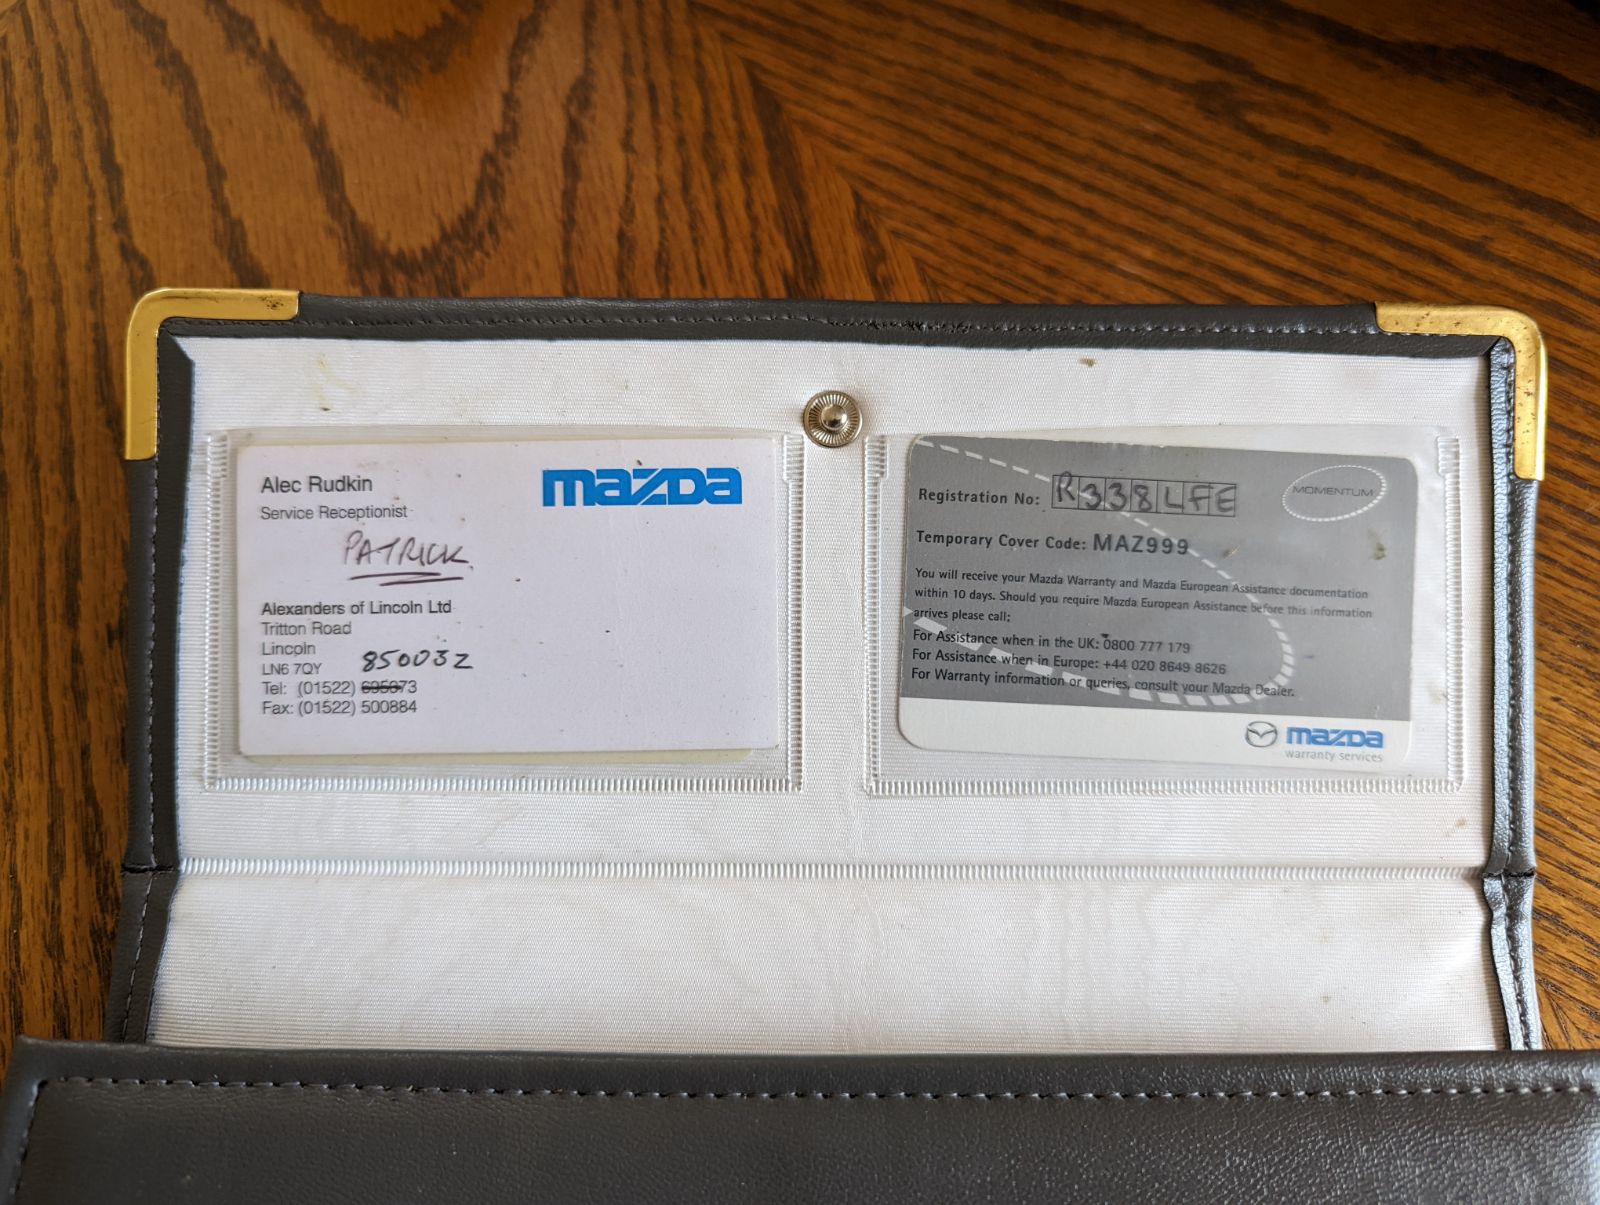 Alec Rudkin
Service Receptionist
mazda
PATRICK
Alexanders of Lincoln Ltd
Tritton Road
Lincoln
LN6 7QY
850032
Tel: (01522) 695073
Fax: (01522) 500884
Registration No: R338LFE
MOMENTUM
Temporary Cover Code: MAZ999
You will receive your Mazda Warranty and Mazda European Assistance documentation
within 10 days. Should you require Mazda European Assistance before this information
arrives please call;
For Assistance when in the UK: 0800 777 179
For Assistance when in Europe: +44 020 8649 8626
For Warranty information or queries, consult your Mazda Dealer.
mazda
warranty services